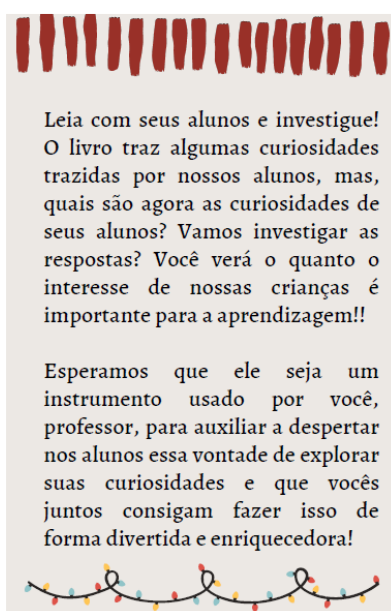 Leia com seus alunos e investigue!
O livro traz algumas curiosidades
trazidas por nossos alunos, mas,
quais são agora as curiosidades de
seus alunos? Vamos investigar as
respostas? Você verá o quanto o
interesse de nossas crianças é
importante para a aprendizagem!!
Esperamos que ele seja um
instrumento usado por você,
professor, para auxiliar a despertar
nos alunos essa vontade de explorar
suas curiosidades e que vocês
juntos consigam fazer isso de
forma divertida e enriquecedora!